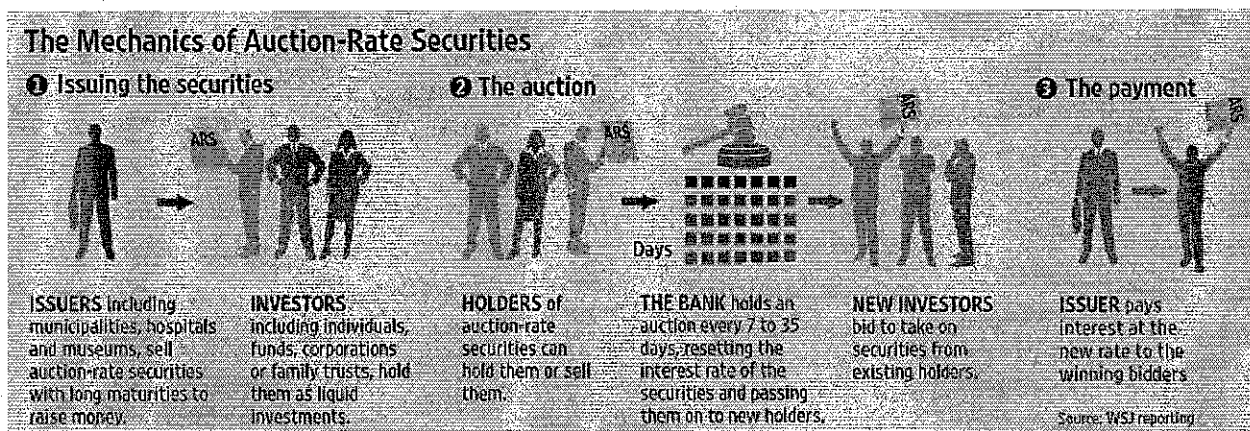 The Mechanics of Auction-Rate Securities
❶ Issuing the securities
ARS
ISSUERS including
municipalities, hospitals
and museums, sell
auction-rate securities
with long maturities to
raise money.
INVESTORS
including individuals,
funds, corporations
or family trusts, hold
them as liquid
investments.
❷ The auction
ARS
Days
ARS
HOLDERS of
auction-rate
securities can
hold them or sell
them.
THE BANK holds an
auction every 7 to 35
days, resetting the
interest rate of the
securities and passing
them on to new holders.
NEW INVESTORS
bid to take on
securities from
existing holders.
❸ The payment
ARS
ISSUER pays
interest at the
new rate to the
winning bidders
Source: WSJ reporting